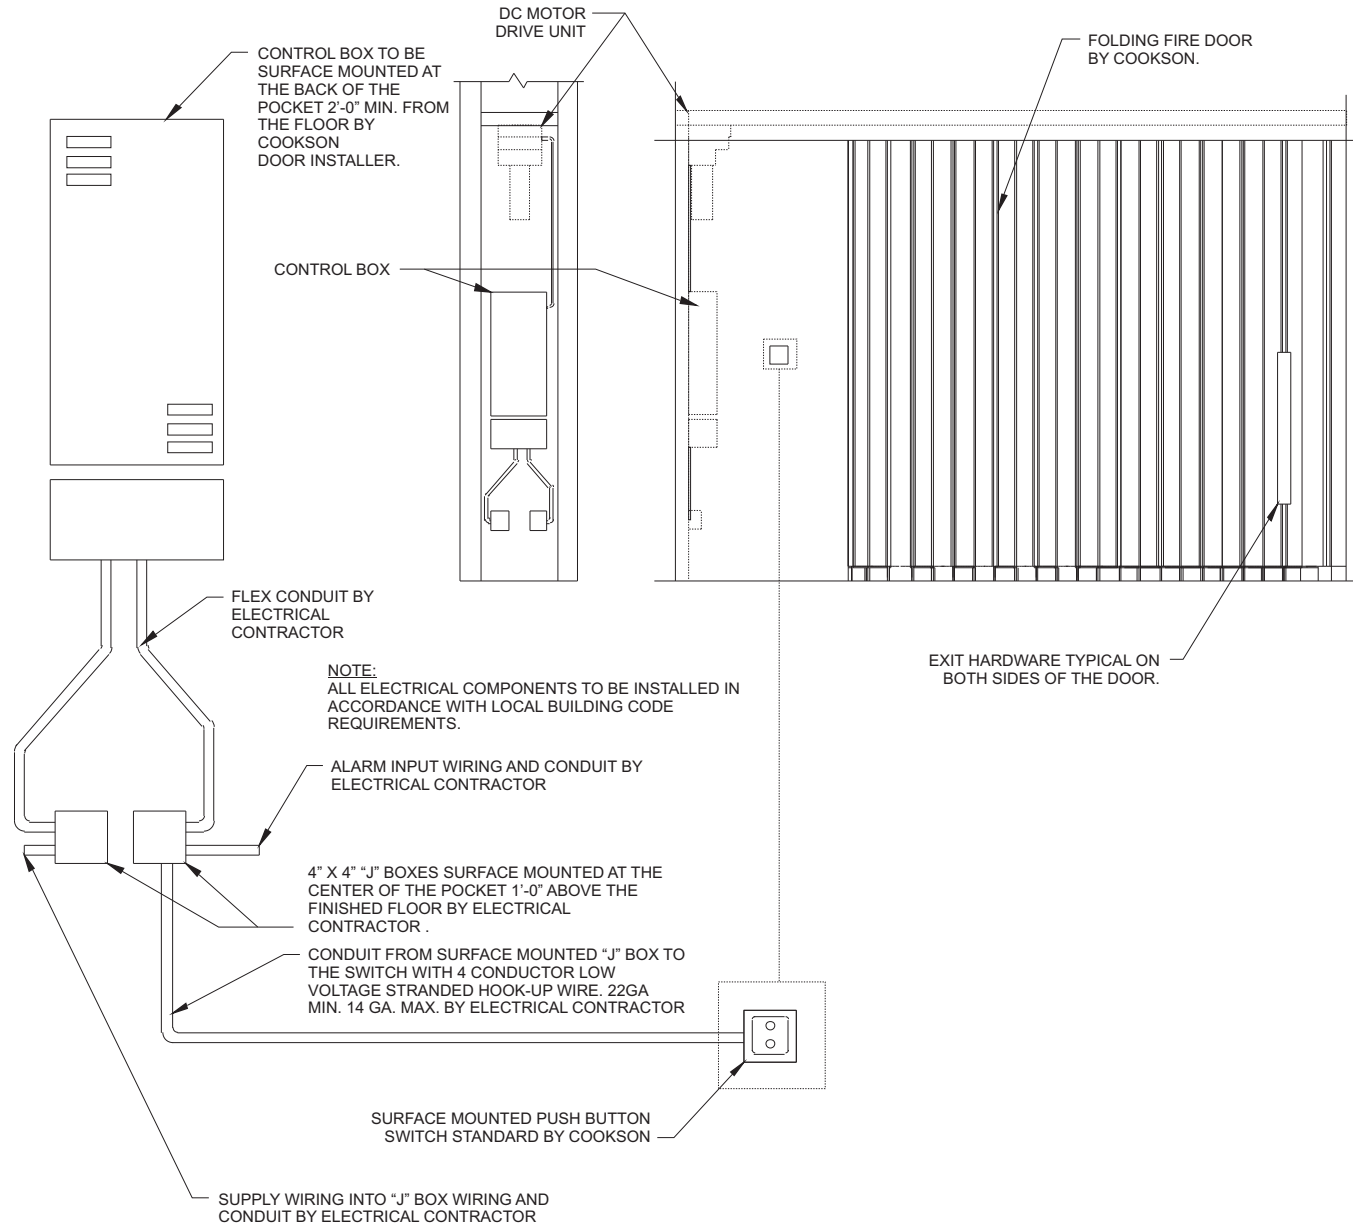 DC MOTOR
DRIVE UNIT
FOLDING FIRE DOOR
BY COOKSON.
CONTROL BOX TO BE
SURFACE MOUNTED AT
THE BACK OF THE
POCKET 2'-0” MIN. FROM
THE FLOOR BY
COOKSON
DOOR INSTALLER.
CONTROL BOX
FLEX CONDUIT BY
ELECTRICAL
CONTRACTOR
EXIT HARDWARE TYPICAL ON
BOTH SIDES OF THE DOOR.
NOTE:
ALL ELECTRICAL COMPONENTS TO BE INSTALLED IN
ACCORDANCE WITH LOCAL BUILDING CODE
REQUIREMENTS.
ALARM INPUT WIRING AND CONDUIT BY
ELECTRICAL CONTRACTOR
4” X 4” “J” BOXES SURFACE MOUNTED AT THE
CENTER OF THE POCKET 1'-0” ABOVE THE
FINISHED FLOOR BY ELECTRICAL
CONTRACTOR .
CONDUIT FROM SURFACE MOUNTED “J” BOX TO
THE SWITCH WITH 4 CONDUCTOR LOW
VOLTAGE STRANDED HOOK-UP WIRE. 22GA
MIN. 14 GA. MAX. BY ELECTRICAL CONTRACTOR
SURFACE MOUNTED PUSH BUTTON
SWITCH STANDARD BY COOKSON
SUPPLY WIRING INTO “J” BOX WIRING AND
CONDUIT BY ELECTRICAL CONTRACTOR